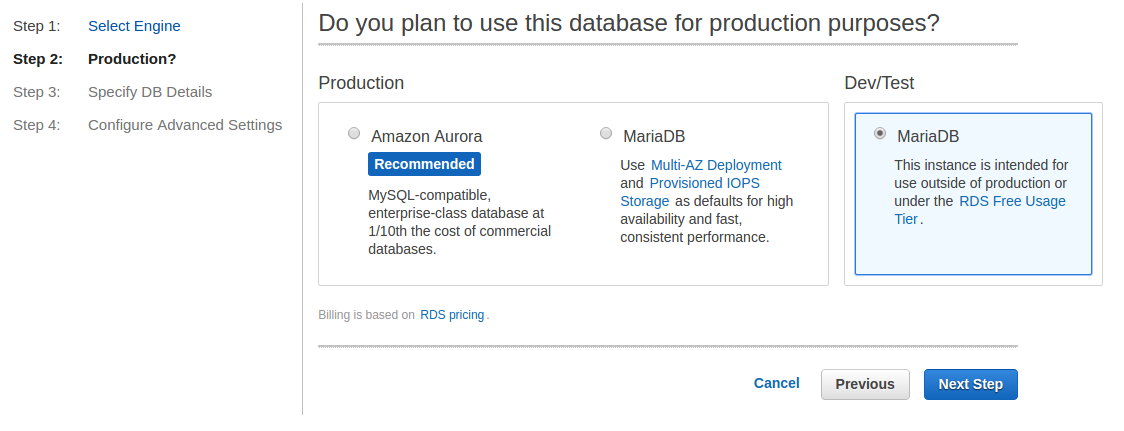 Step 1: Select Engine
Step 2: Production?
Step 3: Specify DB Details
Step 4: Configure Advanced Settings
Do you plan to use this database for production purposes?
Production
Amazon Aurora
Recommended
MySQL-compatible,
enterprise-class database at
1/10th the cost of commercial
databases.
MariaDB
Use Multi-AZ Deployment
and Provisioned IOPS
Storage as defaults for high
availability and fast,
consistent performance.
Dev/Test
MariaDB
This instance is intended for
use outside of production or
under the RDS Free Usage
Tier.
Billing is based on RDS pricing.
Cancel Previous Next Step